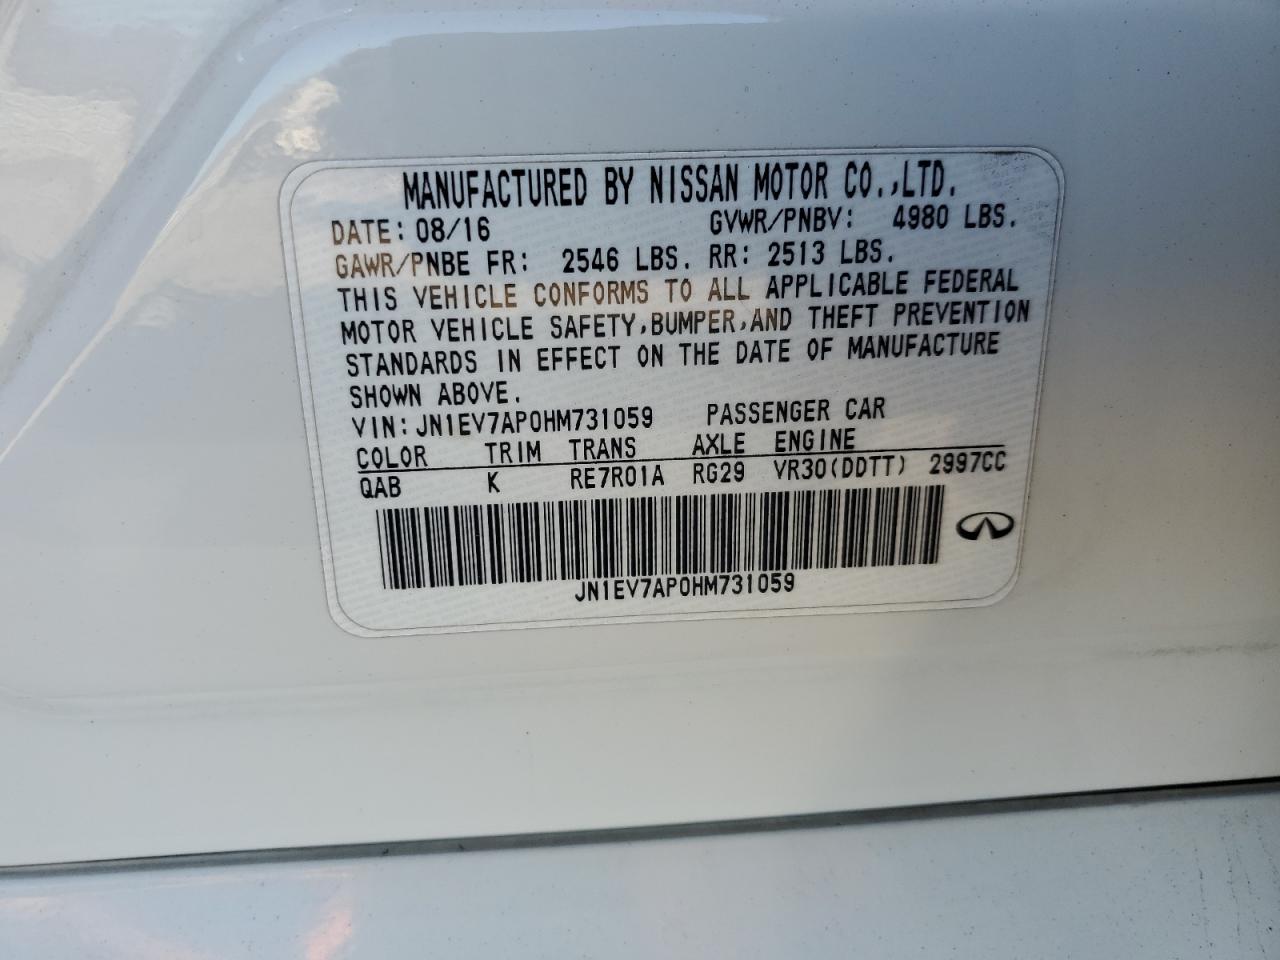 MANUFACTURED BY NISSAN MOTOR CO.,LTD.
DATE: 08/16 GVWR/PNBV: 4980 LBS.
GAWR/PNBE FR: 2546 LBS. RR: 2513 LBS.
THIS VEHICLE CONFORMS TO ALL APPLICABLE FEDERAL
MOTOR VEHICLE SAFETY,BUMPER,AND THEFT PREVENTION
STANDARDS IN EFFECT ON THE DATE OF MANUFACTURE
SHOWN ABOVE.
VIN: JN1EV7AP0HM731059 PASSENGER CAR
COLOR TRIM TRANS AXLE ENGINE
QAB K RE7R01A RG29 VR30(DDTT) 2997CC
JN1EV7AP0HM731059